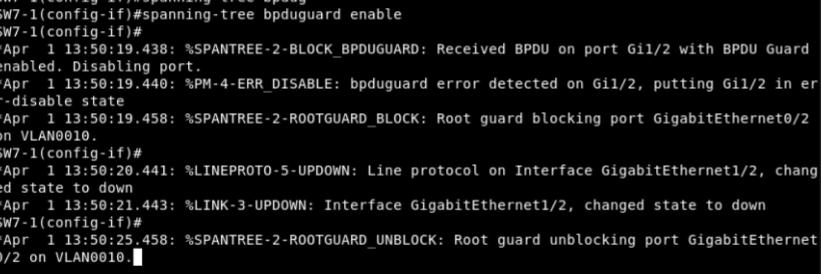 SW7-1(config-if)#spanning-tree bpduguard enable
SW7-1(config-if)#
*Apr  1 13:50:19.438: %SPANTREE-2-BLOCK_BPDUGUARD: Received BPDU on port Gi1/2 with BPDU Guard
enabled. Disabling port.
*Apr  1 13:50:19.440: %PM-4-ERR_DISABLE: bpduguard error detected on Gi1/2, putting Gi1/2 in er
r-disable state
*Apr  1 13:50:19.458: %SPANTREE-2-ROOTGUARD_BLOCK: Root guard blocking port GigabitEthernet0/2
on VLAN0010.
SW7-1(config-if)#
*Apr  1 13:50:20.441: %LINEPROTO-5-UPDOWN: Line protocol on Interface GigabitEthernet1/2, chang
ed state to down
*Apr  1 13:50:21.443: %LINK-3-UPDOWN: Interface GigabitEthernet1/2, changed state to down
SW7-1(config-if)#
*Apr  1 13:50:25.458: %SPANTREE-2-ROOTGUARD_UNBLOCK: Root guard unblocking port GigabitEthernet
0/2 on VLAN0010.